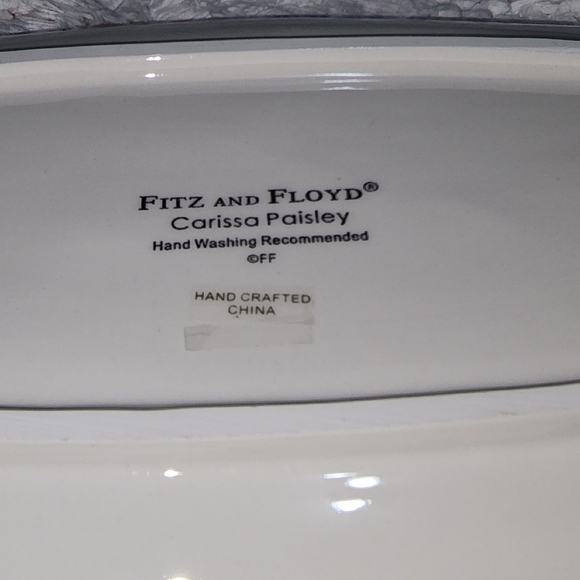 FITZ AND FLOYD®
Carissa Paisley
Hand Washing Recommended
©FF
HAND CRAFTED
CHINA